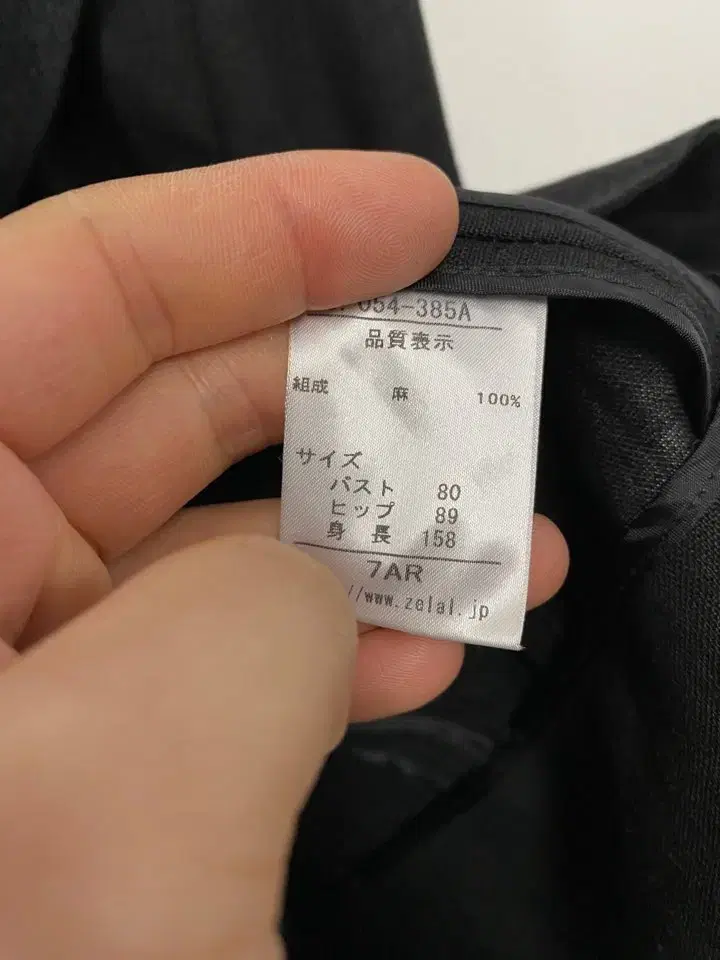 054-385A
品質表示
組成 麻 100%
サイズ
バスト 80
ヒップ 89
身長 158
7AR
//www.zelal.jp